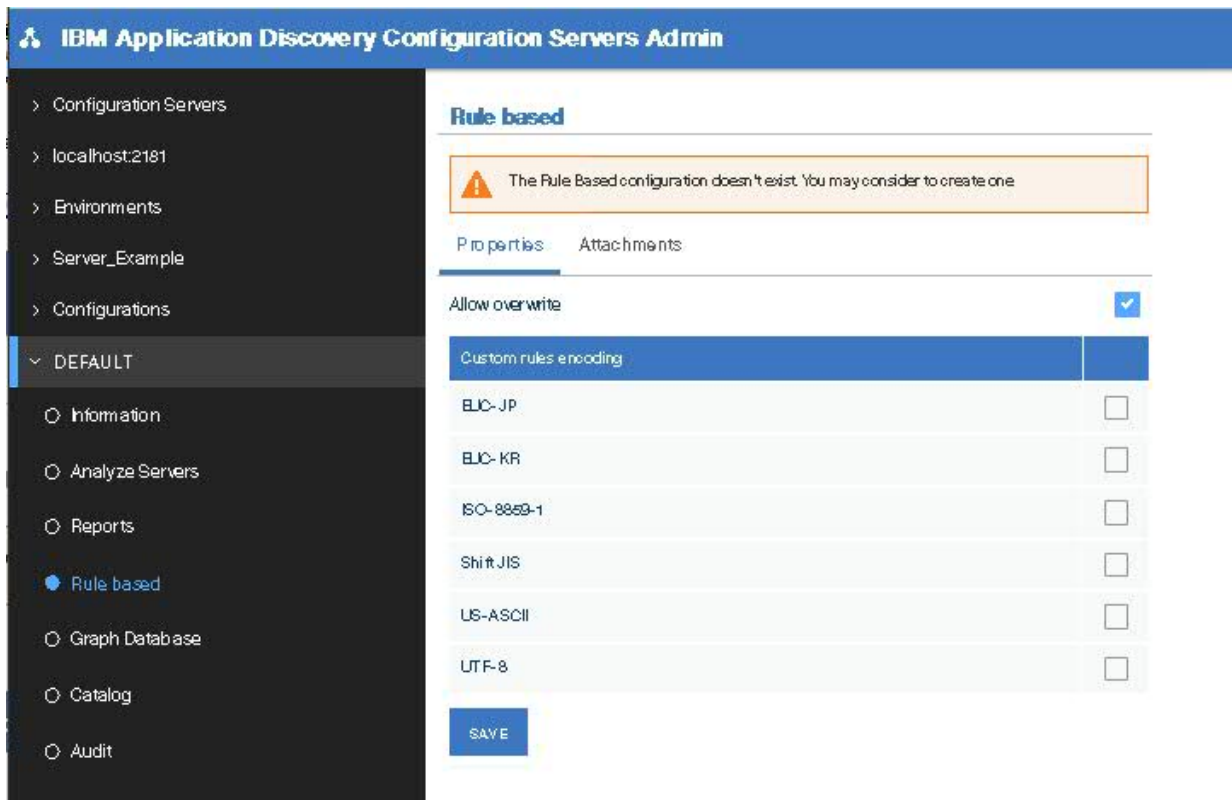 IBM Application Discovery Configuration Servers Admin
Configuration Servers
localhost:2181
Environments
Server_Example
Configurations
DEFAULT
Information
Analyze Servers
Reports
Rule based
Graph Database
Catalog
Audit
Rule based
The Rule Based configuration doesn't exist. You may consider to create one
Properties Attachments
Allow overwrite
Custom rules encoding
EUC-JP
EUC-KR
ISO-8859-1
Shift JIS
US-ASCII
UTF-8
SAVE